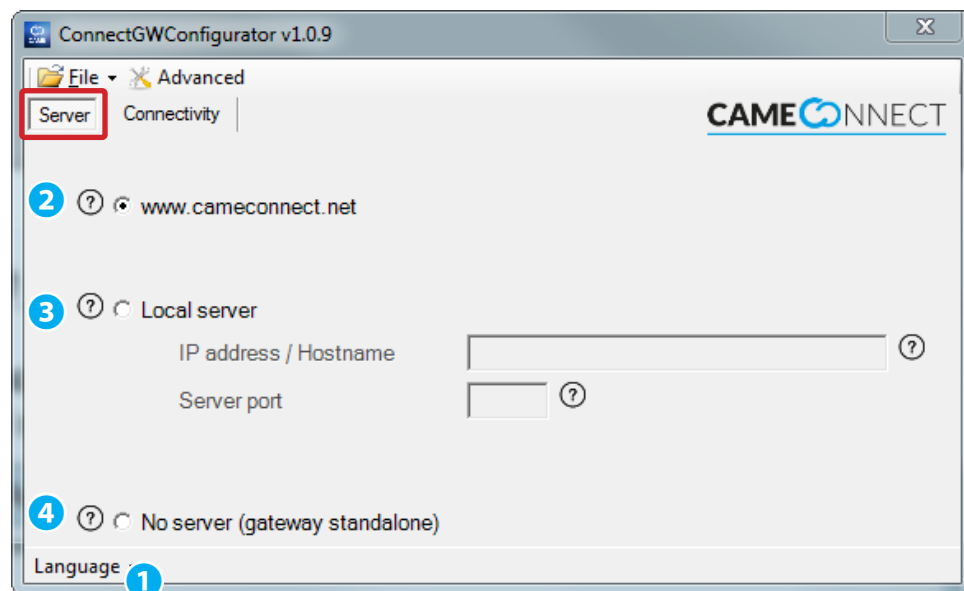 ConnectGWConfigurator v1.0.9
File Advanced
Server Connectivity
CAMECONNECT
2 ? www.cameconnect.net
3 ? Local server
IP address / Hostname ?
Server port ?
4 ? No server (gateway standalone)
Language
1